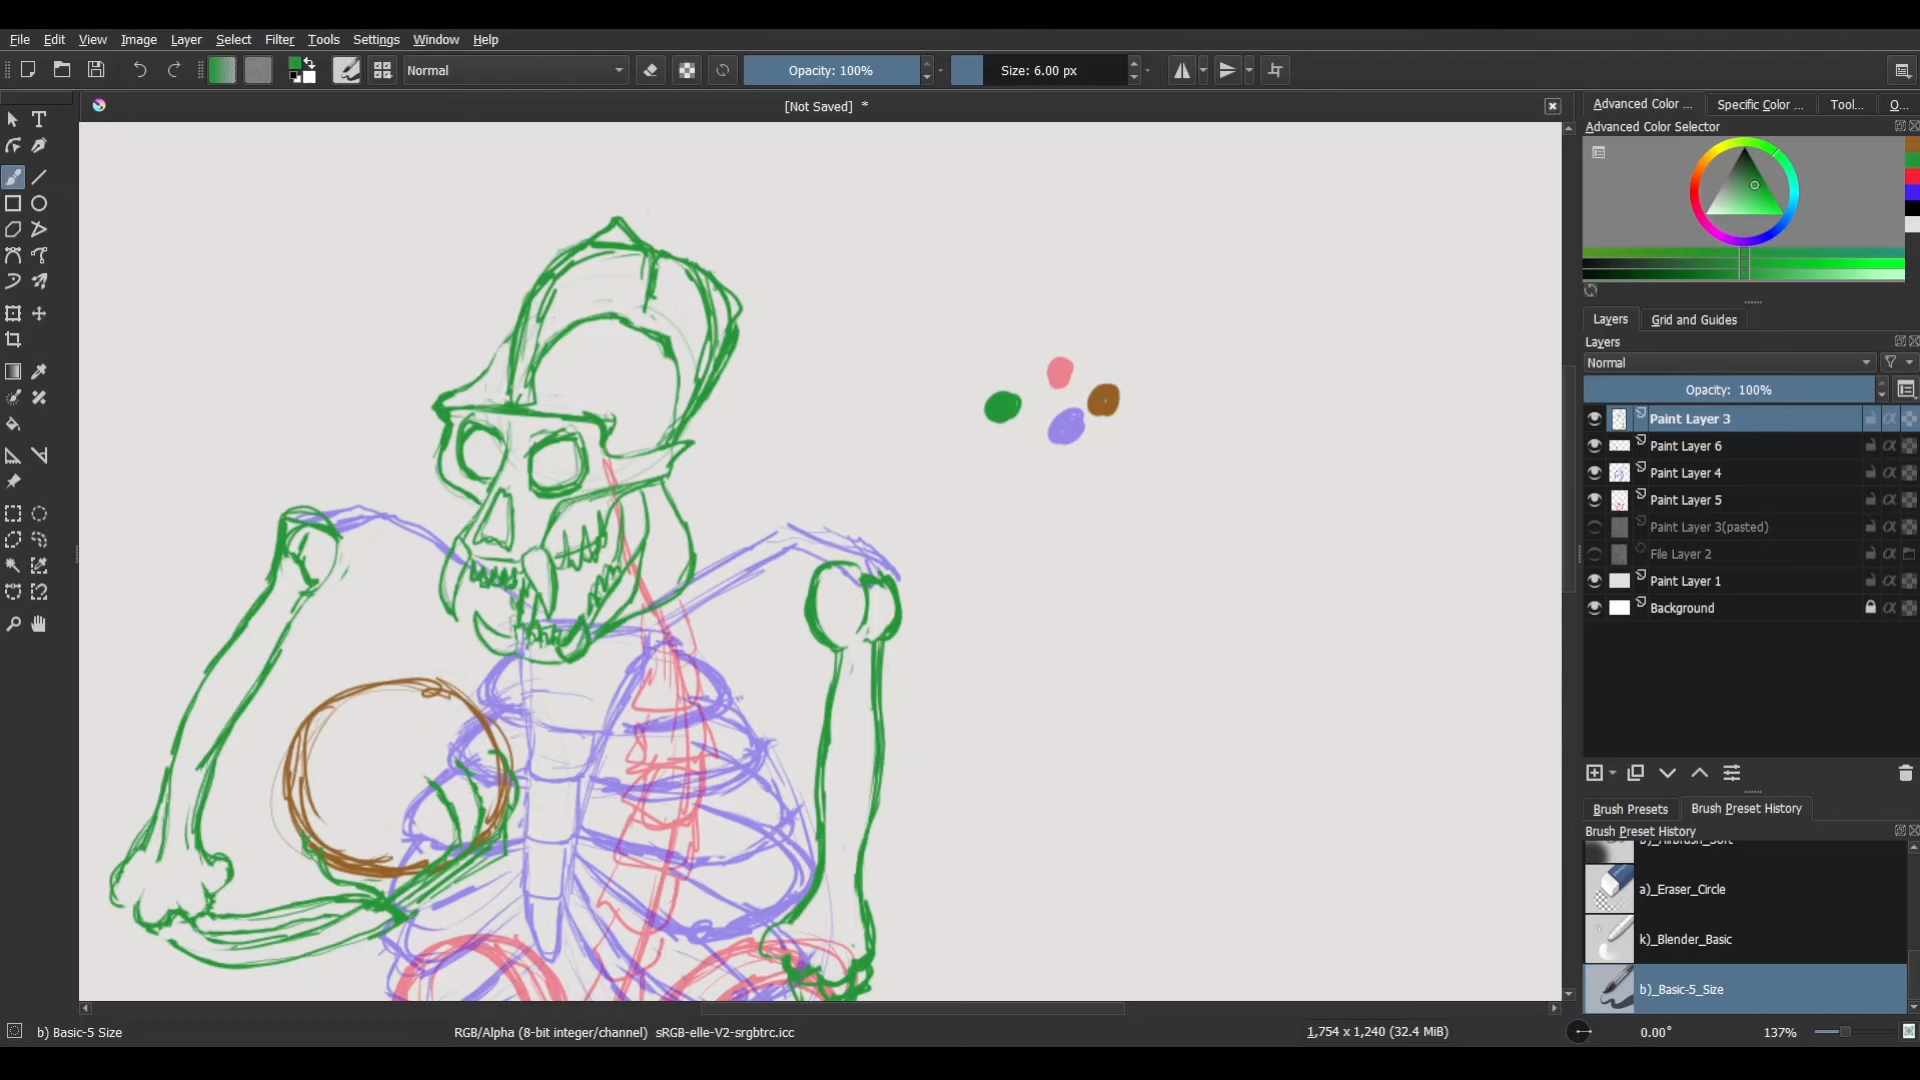 File Edit View Image Layer Select Filter Tools Settings Window Help
Normal
Opacity: 100%
Size: 6.00 px
[Not Saved] *
Advanced Color ... Specific Color ... Tool... O...
Advanced Color Selector
Layers Grid and Guides
Layers
Normal
Opacity: 100%
Paint Layer 3
Paint Layer 6
Paint Layer 4
Paint Layer 5
Paint Layer 3(pasted)
File Layer 2
Paint Layer 1
Background
Brush Presets Brush Preset History
Brush Preset History
b)_Airbrush_Soft
a)_Eraser_Circle
k)_Blender_Basic
b)_Basic-5_Size
b) Basic-5 Size
RGB/Alpha (8-bit integer/channel) sRGB-elle-V2-srgbtrc.icc
1,754 x 1,240 (32.4 MiB)
0.00°
137%